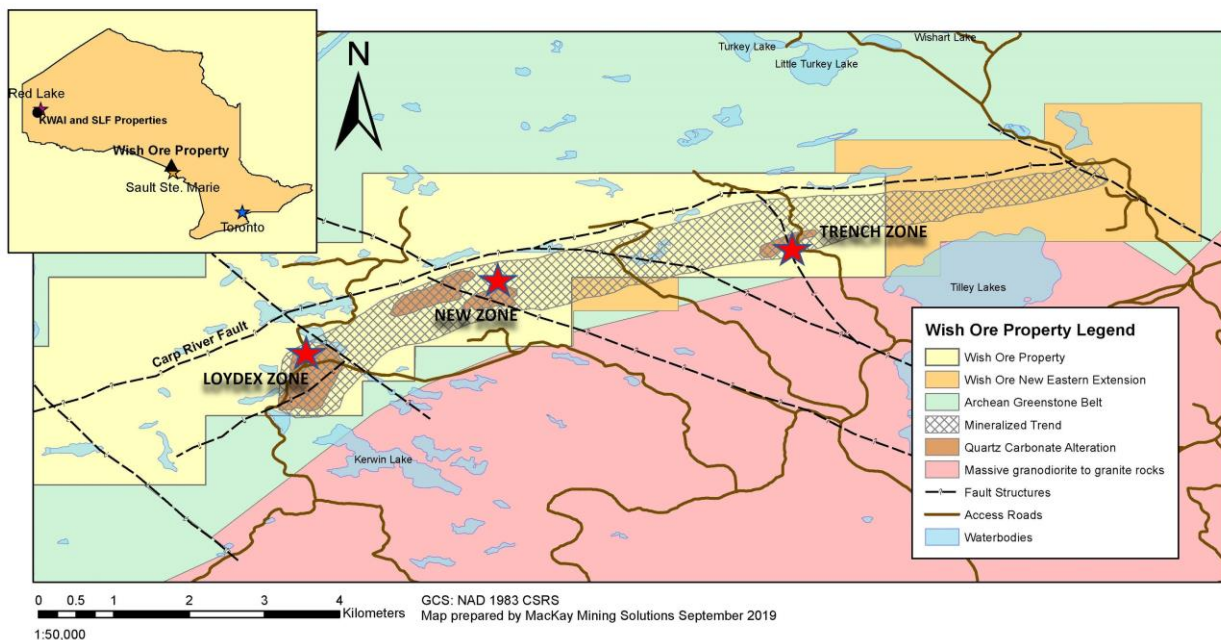 Red Lake
KWAI and SLF Properties
Wish Ore Property
Sault Ste. Marie
Toronto
N
Turkey Lake
Little Turkey Lake
Wishart Lake
TRENCH ZONE
NEW ZONE
Carp River Fault
LOYDEX ZONE
Tilley Lakes
Kerwin Lake
Wish Ore Property Legend
Wish Ore Property
Wish Ore New Eastern Extension
Archean Greenstone Belt
Mineralized Trend
Quartz Carbonate Alteration
Massive granodiorite to granite rocks
Fault Structures
Access Roads
Waterbodies
0 0.5 1 2 3 4
Kilometers
1:50.000
GCS: NAD 1983 CSRS
Map prepared by MacKay Mining Solutions September 2019